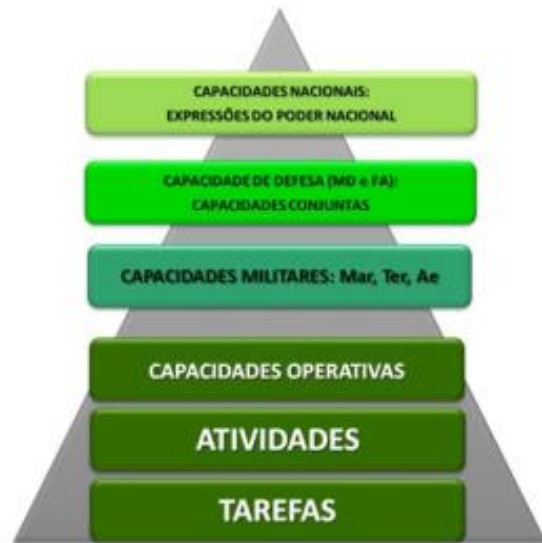 CAPACIDADES NACIONAIS:
EXPRESSÕES DO PODER NACIONAL
CAPACIDADE DE DEFESA (MD e FA):
CAPACIDADES CONJUNTAS
CAPACIDADES MILITARES: Mar, Ter, Ae
CAPACIDADES OPERATIVAS
ATIVIDADES
TAREFAS